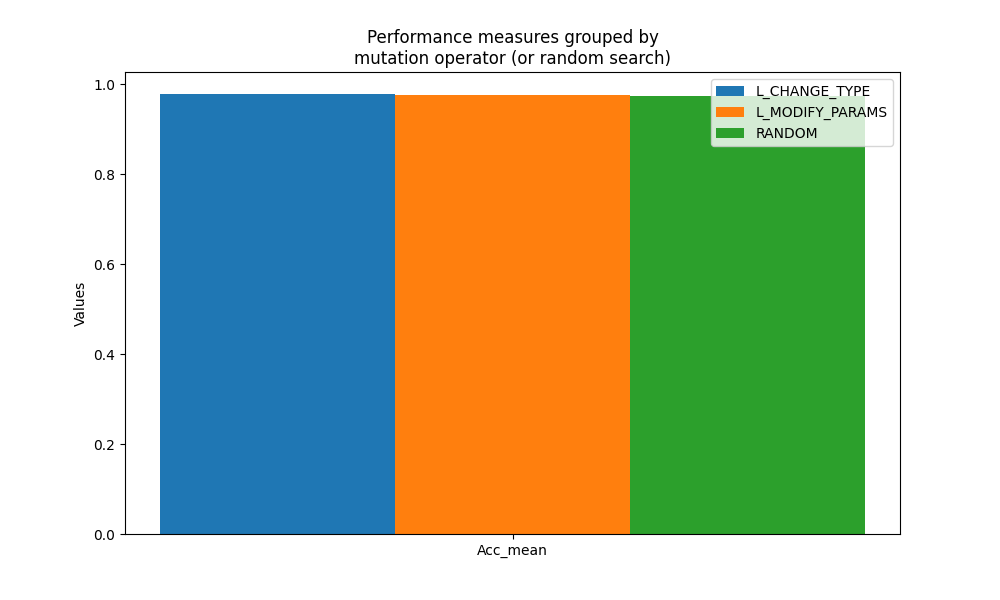 Performance measures grouped by
mutation operator (or random search)
1.0
0.8
0.6
0.4
0.2
0.0
Values
L_CHANGE_TYPE
L_MODIFY_PARAMS
RANDOM
Acc_mean